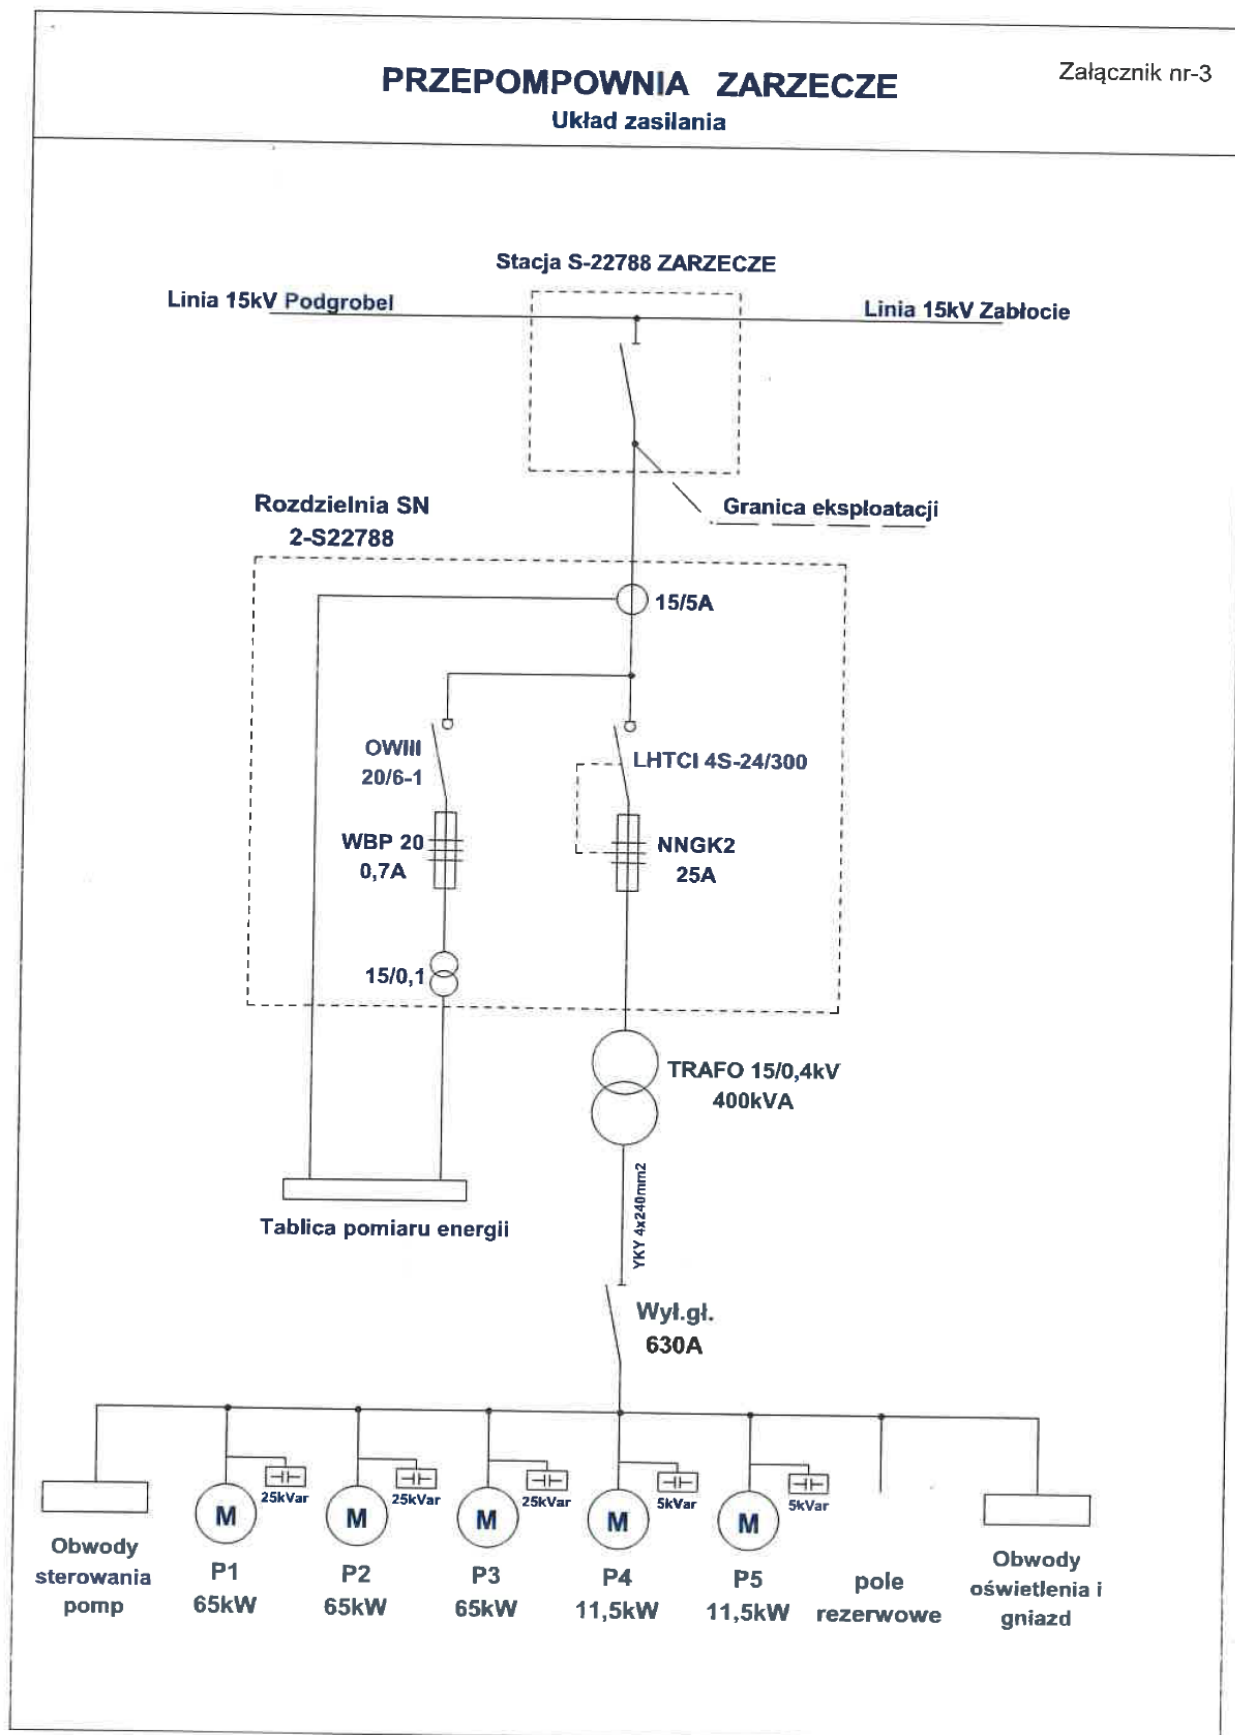 PRZEPOMPOWNIA ZARZECZE
Załącznik nr-3
Układ zasilania
Stacja S-22788 ZARZECZE
Linia 15kV Podgrobel
Linia 15kV Zabłocie
Granica eksploatacji
Rozdzielnia SN
2-S22788
15/5A
OWIII
20/6-1
LHTCI 4S-24/300
WBP 20
0,7A
NNGK2
25A
15/0,1
TRAFO 15/0,4kV
400kVA
YKY 4x240mm2
Tablica pomiaru energii
Wył.gł.
630A
25kVar
25kVar
25kVar
5kVar
5kVar
M
M
M
M
M
Obwody
sterowania
pomp
P1
65kW
P2
65kW
P3
65kW
P4
11,5kW
P5
11,5kW
pole
rezerwowe
Obwody
oświetlenia i
gniazd